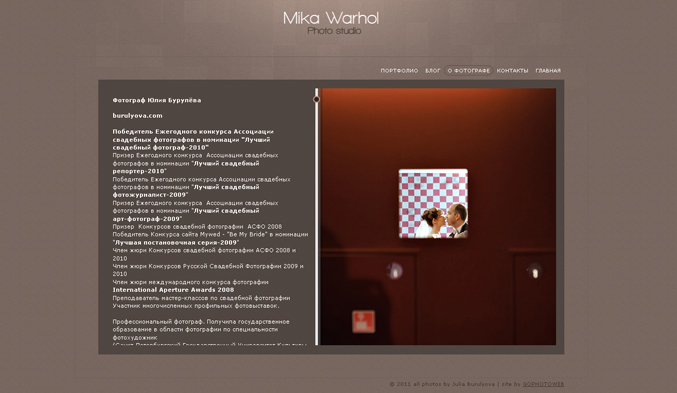 Mika Warhol
Photo studio
ПОРТФОЛИО БЛОГ О ФОТОГРАФЕ КОНТАКТЫ ГЛАВНАЯ
Фотограф Юлия Бурулёва
burulyova.com
Победитель Ежегодного конкурса Ассоциации
свадебных фотографов в номинации "Лучший
свадебный фотограф-2010"
Призер Ежегодного конкурса Ассоциации свадебных
фотографов в номинации "Лучший свадебный
репортер-2010"
Победитель Ежегодного конкурса Ассоциации свадебных
фотографов в номинации "Лучший свадебный
фотожурналист-2009"
Призер Ежегодного конкурса Ассоциации свадебных
фотографов в номинации "Лучший свадебный
арт-фотограф-2009"
Призер Конкурсов свадебной фотографии АСФО 2008
Победитель Конкурса сайта Mywed - "Be My Bride" в номинации
"Лучшая постановочная серия-2009"
Член жюри Конкурсов свадебной фотографии АСФО 2008 и
2010
Член жюри Конкурсов Русской Свадебной Фотографии 2009 и
2010
Член жюри международного конкурса фотографии
International Aperture Awards 2008
Преподаватель мастер-классов по свадебной фотографии
Участник многочисленных профильных фотовыставок.
Профессиональный фотограф. Получила государственное
образование в области фотографии по специальности
фотохудожник
(Санкт-Петербургский Государственный Университет Культуры
© 2011 all photos by Julia Burulyova | site by GOPHOTOWEB